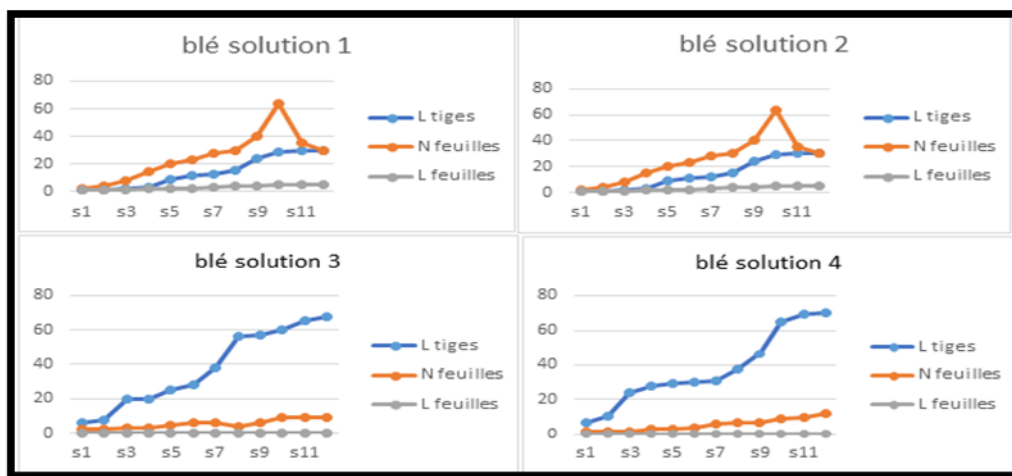 blé solution 1
80
60
40
20
0
s1 s3 s5 s7 s9 s11
L tiges
N feuilles
L feuilles
blé solution 2
80
60
40
20
0
s1 s3 s5 s7 s9 s11
L tiges
N feuilles
L feuilles
blé solution 3
80
60
40
20
0
s1 s3 s5 s7 s9 s11
L tiges
N feuilles
L feuilles
blé solution 4
80
60
40
20
0
s1 s3 s5 s7 s9 s11
L tiges
N feuilles
L feuilles